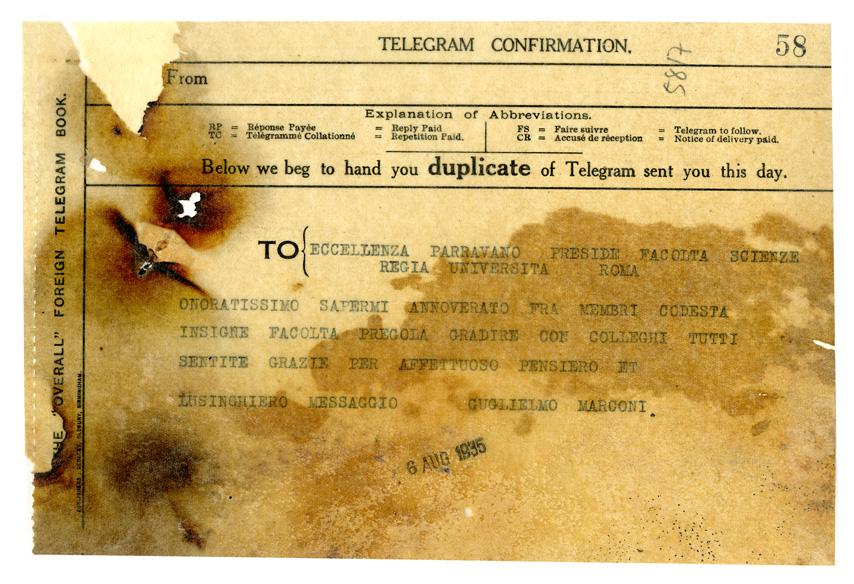 TELEGRAM CONFIRMATION.
58
5817
From
Explanation of Abbreviations.
RP = Réponse Payée = Reply Paid
TC = Télégramme Collationné = Repetition Paid.
FS = Faire suivre = Telegram to follow.
CR = Accusé de réception = Notice of delivery paid.
Below we beg to hand you duplicate of Telegram sent you this day.
TO
ECCELLENZA PARRAVANO PRESIDE FACOLTA SCIENZE
REGIA UNIVERSITA ROMA
ONORATISSIMO SAPERMI ANNOVERATO FRA MEMBRI CODESTA
INSIGNE FACOLTA PREGOLA GRADIRE CON COLLEGHI TUTTI
SENTITE GRAZIE PER AFFETTUOSO PENSIERO ET
LUSINGHIERO MESSAGGIO GUGLIELMO MARCONI.
6 AUG 1935
"OVERALL" FOREIGN TELEGRAM BOOK.